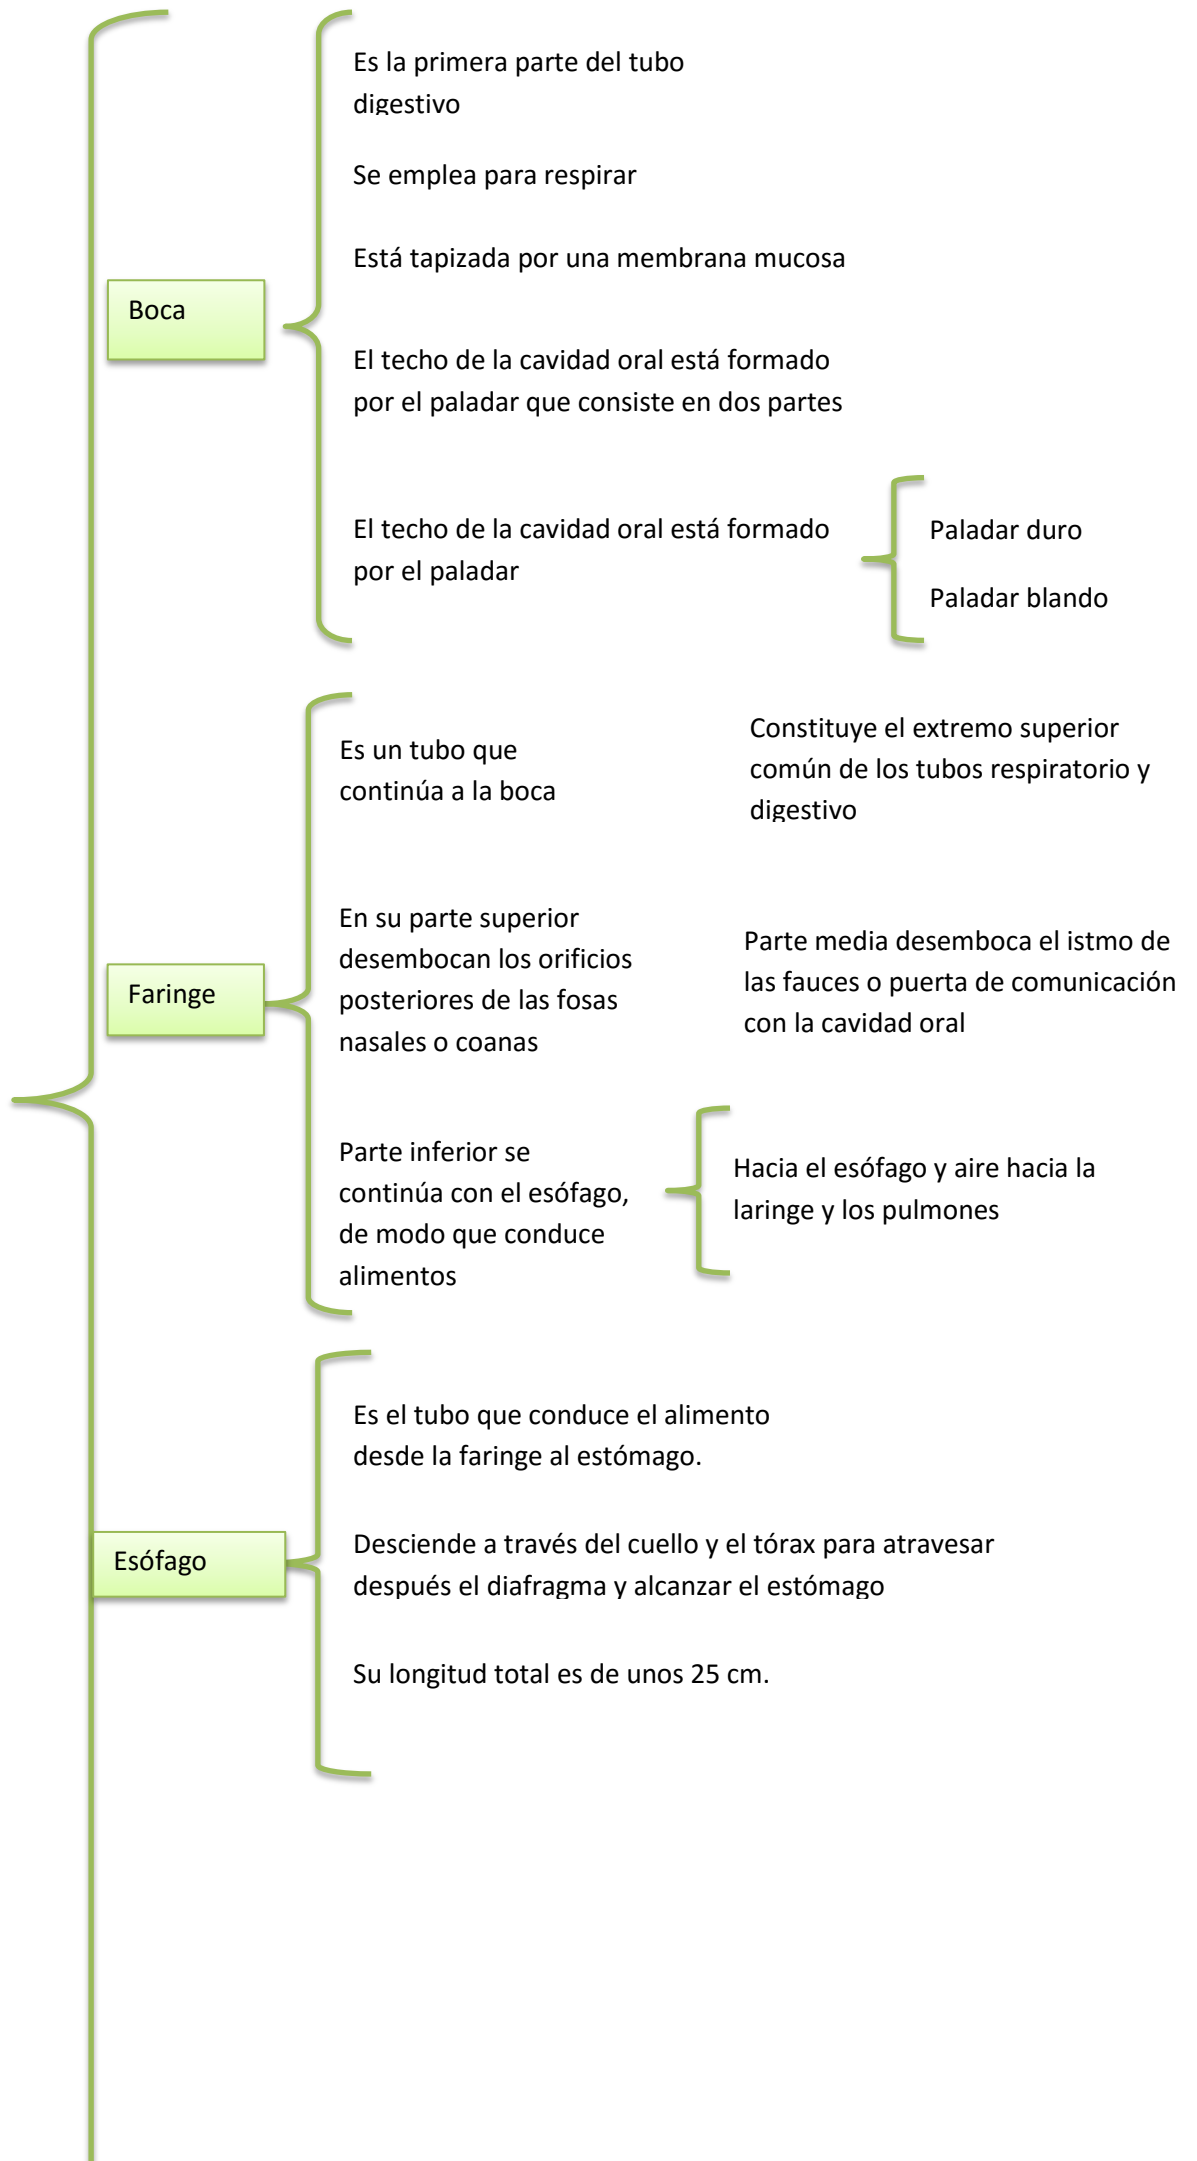 Es la primera parte del tubo
digestivo
Se emplea para respirar
Está tapizada por una membrana mucosa
Boca
El techo de la cavidad oral está formado
por el paladar que consiste en dos partes
El techo de la cavidad oral está formado
por el paladar
Paladar duro
Paladar blando
Es un tubo que
continúa a la boca
Constituye el extremo superior
común de los tubos respiratorio y
digestivo
Faringe
En su parte superior
desembocan los orificios
posteriores de las fosas
nasales o coanas
Parte media desemboca el istmo de
las fauces o puerta de comunicación
con la cavidad oral
Parte inferior se
continúa con el esófago,
de modo que conduce
alimentos
Hacia el esófago y aire hacia la
laringe y los pulmones
Es el tubo que conduce el alimento
desde la faringe al estómago.
Esófago
Desciende a través del cuello y el tórax para atravesar
después el diafragma y alcanzar el estómago
Su longitud total es de unos 25 cm.